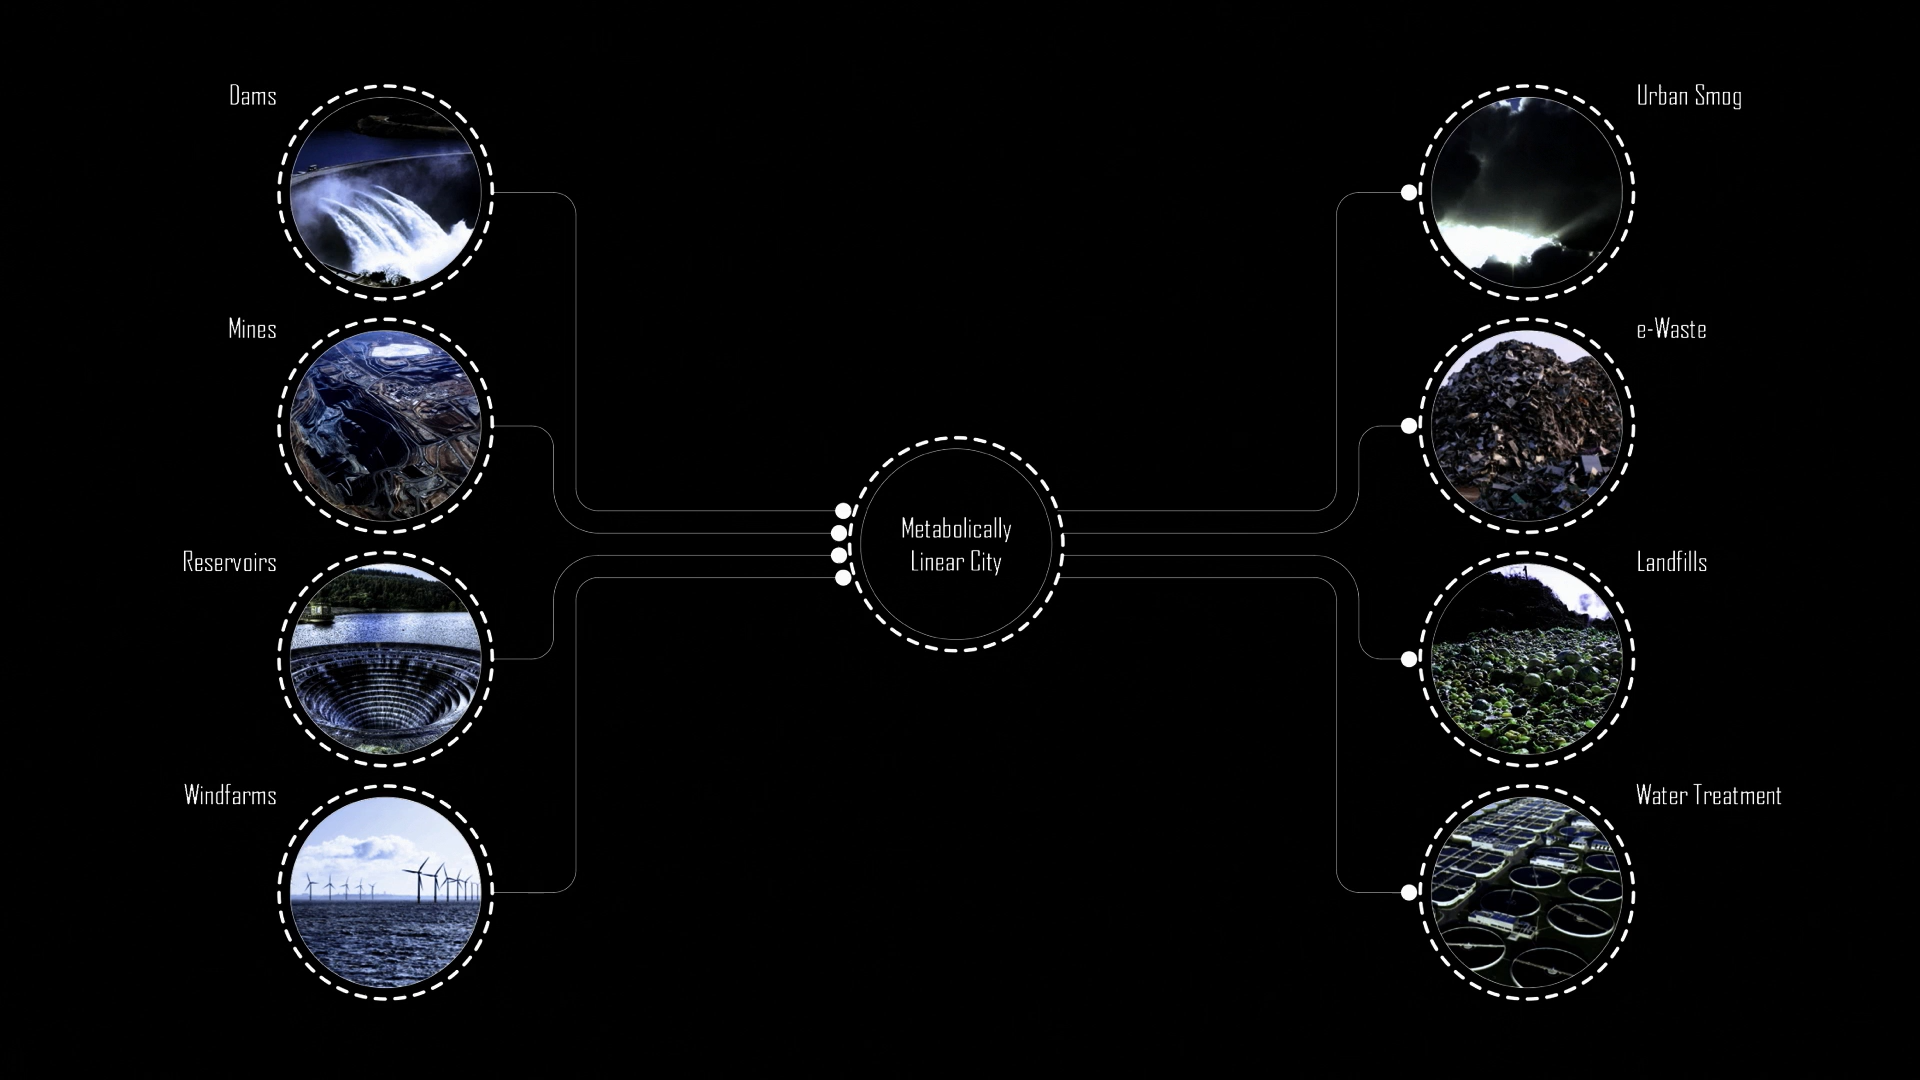 Dams
Mines
Reservoirs
Windfarms
Metabolically
Linear City
Urban Smog
e-Waste
Landfills
Water Treatment